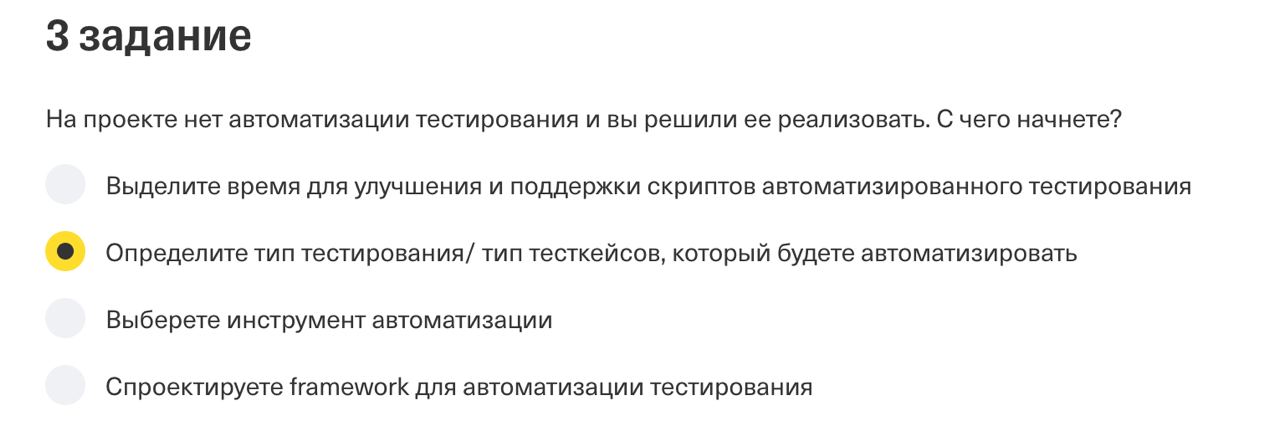 3 задание
На проекте нет автоматизации тестирования и вы решили ее реализовать. С чего начнете?
Выделите время для улучшения и поддержки скриптов автоматизированного тестирования
Определите тип тестирования/ тип тесткейсов, который будете автоматизировать
Выберете инструмент автоматизации
Спроектируете framework для автоматизации тестирования